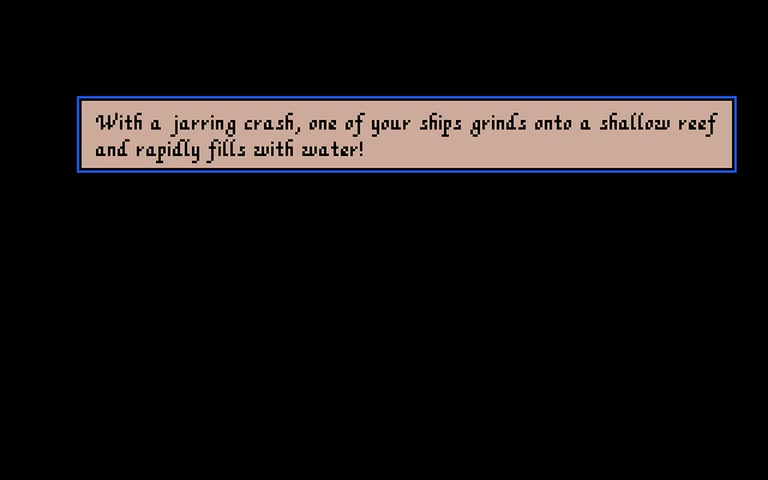 With a jarring crash, one of your ships grinds onto a shallow reef
and rapidly fills with water!